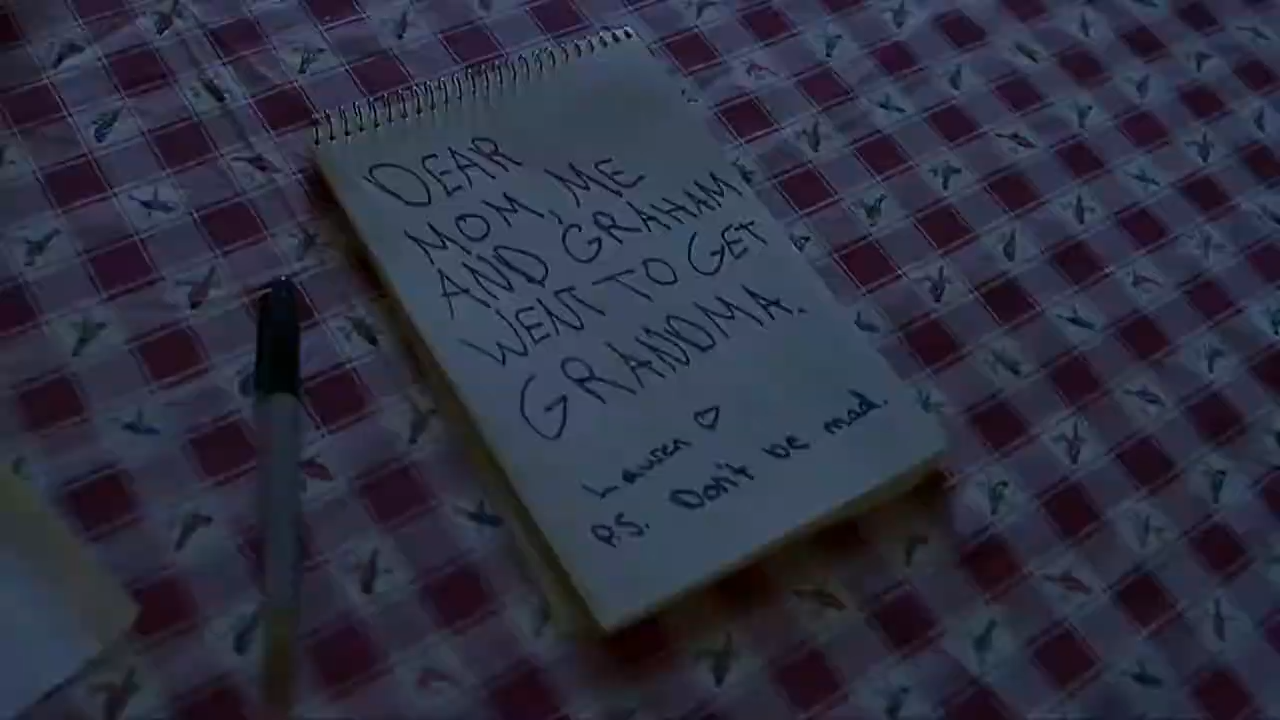 DEAR
MOM, ME
AND GRAHAM
WENT TO GET
GRANDMA.
Lauren ♡
P.S. Don't be mad.